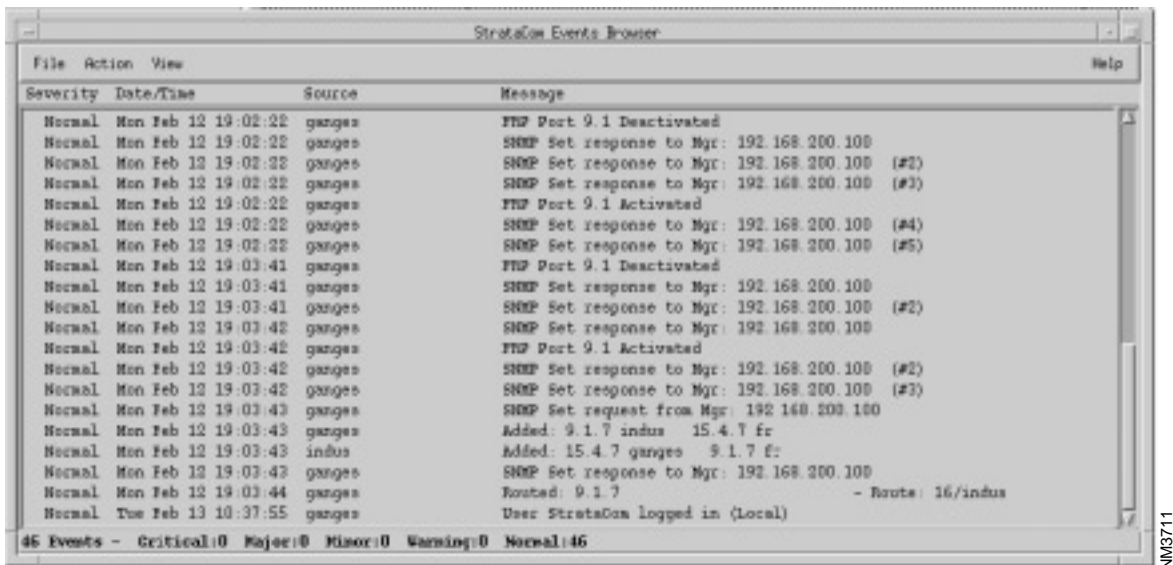 StrataCom Events Browser
File Action View Help
Severity Date/Time Source Message
Normal Mon Feb 12 19:02:22 ganges FRP Port 9.1 Deactivated
Normal Mon Feb 12 19:02:22 ganges SNMP Set response to Mgr: 192.168.200.100
Normal Mon Feb 12 19:02:22 ganges SNMP Set response to Mgr: 192.168.200.100 (#2)
Normal Mon Feb 12 19:02:22 ganges SNMP Set response to Mgr: 192.168.200.100 (#3)
Normal Mon Feb 12 19:02:22 ganges FRP Port 9.1 Activated
Normal Mon Feb 12 19:02:22 ganges SNMP Set response to Mgr: 192.168.200.100 (#4)
Normal Mon Feb 12 19:02:22 ganges SNMP Set response to Mgr: 192.168.200.100 (#5)
Normal Mon Feb 12 19:03:41 ganges FRP Port 9.1 Deactivated
Normal Mon Feb 12 19:03:41 ganges SNMP Set response to Mgr: 192.168.200.100
Normal Mon Feb 12 19:03:41 ganges SNMP Set response to Mgr: 192.168.200.100 (#2)
Normal Mon Feb 12 19:03:42 ganges SNMP Set response to Mgr: 192.168.200.100
Normal Mon Feb 12 19:03:42 ganges FRP Port 9.1 Activated
Normal Mon Feb 12 19:03:42 ganges SNMP Set response to Mgr: 192.168.200.100 (#2)
Normal Mon Feb 12 19:03:42 ganges SNMP Set response to Mgr: 192.168.200.100 (#3)
Normal Mon Feb 12 19:03:43 ganges SNMP Set request from Mgr: 192.168.200.100
Normal Mon Feb 12 19:03:43 ganges Added: 9.1.7 indus 15.4.7 fr
Normal Mon Feb 12 19:03:43 indus Added: 15.4.7 ganges 9.1.7 fr
Normal Mon Feb 12 19:03:43 ganges SNMP Set response to Mgr: 192.168.200.100
Normal Mon Feb 12 19:03:44 ganges Routed: 9.1.7 - Route: 16/indus
Normal Tue Feb 13 10:37:55 ganges User StrataCom logged in (Local)
46 Events - Critical:0 Major:0 Minor:0 Warning:0 Normal:46
NM3711